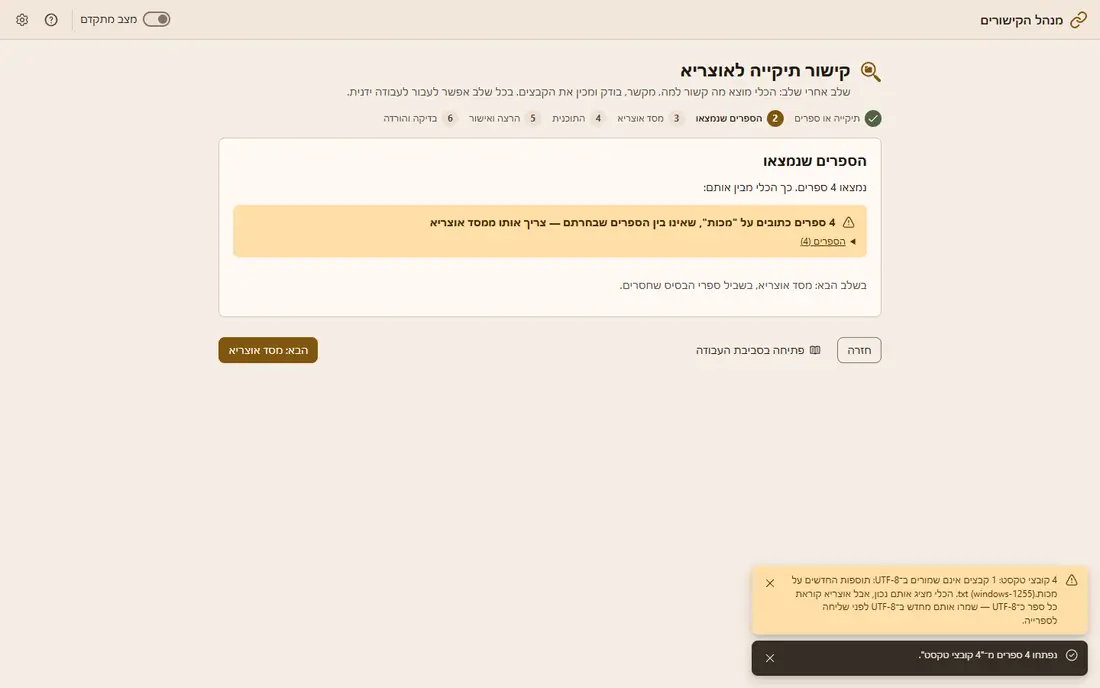 מנהל הקישורים
מצב מתקדם
קישור תיקייה לאוצריא
שלב אחרי שלב: הכלי מוצא מה קשור למה, מקשר, בודק ומכין את הקבצים. בכל שלב אפשר לעבור לעבודה ידנית.
תיקייה או ספרים
2 הספרים שנמצאו
3 מסד אוצריא
4 התוכנית
5 הרצה ואישור
6 בדיקה והורדה
הספרים שנמצאו
נמצאו 4 ספרים. כך הכלי מבין אותם:
4 ספרים כתובים על "מכות", שאינו בין הספרים שבחרתם — צריך אותו ממסד אוצריא
הספרים (4)
בשלב הבא: מסד אוצריא, בשביל ספרי הבסיס שחסרים.
חזרה
פתיחה בסביבת העבודה
הבא: מסד אוצריא
4 קובצי טקסט: 1 קבצים אינם שמורים ב־UTF-8: תוספות החדשים על
מכות.txt (windows-1255). הכלי מציג אותם נכון, אבל אוצריא קוראת
כל ספר כ־UTF-8 — שמרו אותם מחדש ב־UTF-8 לפני שליחה
לספרייה.
נפתחו 4 ספרים מ־"4 קובצי טקסט".